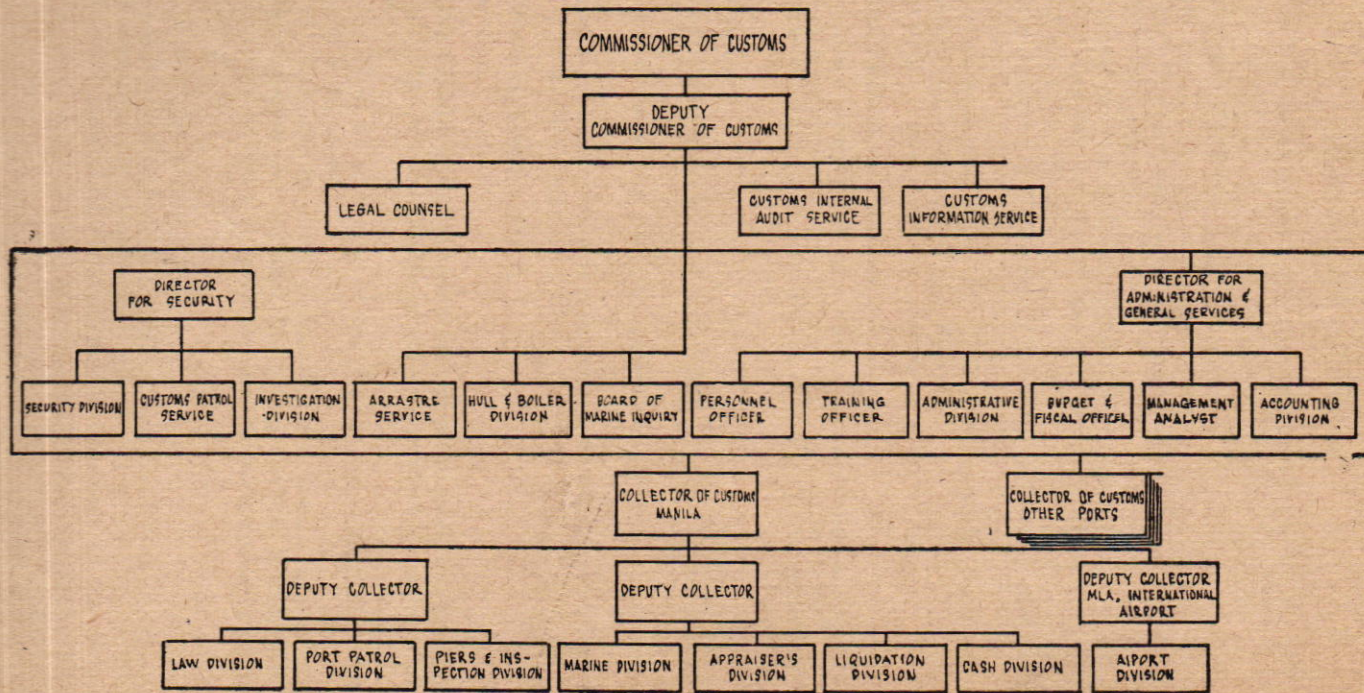 COMMISSIONER OF CUSTOMS
DEPUTY
COMMISSIONER OF CUSTOMS
LEGAL COUNSEL
CUSTOMS INTERNAL
AUDIT SERVICE
CUSTOMS
INFORMATION SERVICE
DIRECTOR
FOR SECURITY
DIRECTOR FOR
ADMINISTRATION &
GENERAL SERVICES
SECURITY DIVISION
CUSTOMS PATROL
SERVICE
INVESTIGATION
DIVISION
ARRASTRE
SERVICE
HULL & BOILER
DIVISION
BOARD OF
MARINE INQUIRY
PERSONNEL
OFFICER
TRAINING
OFFICER
ADMINISTRATIVE
DIVISION
BUDGET &
FISCAL OFFICER
MANAGEMENT
ANALYST
ACCOUNTING
DIVISION
COLLECTOR OF CUSTOMS
MANILA
COLLECTOR OF CUSTOMS
OTHER PORTS
DEPUTY COLLECTOR
DEPUTY COLLECTOR
DEPUTY COLLECTOR
MLA, INTERNATIONAL
AIRPORT
LAW DIVISION
PORT PATROL
DIVISION
PIERS & INS-
PECTION DIVISION
MARINE DIVISION
APPRAISER'S
DIVISION
LIQUIDATION
DIVISION
CASH DIVISION
AIPORT
DIVISION